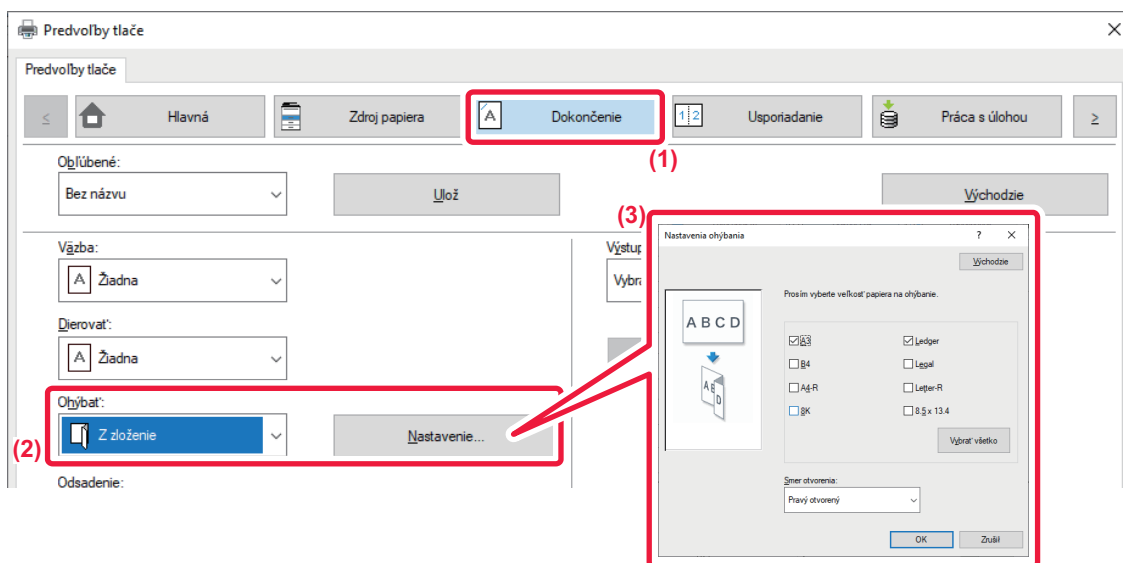 Predvoľby tlače
Predvoľby tlače
< Hlavná Zdroj papiera A Dokončenie 1 2 Usporiadanie Práca s úlohou >
(1)
Obľúbené:
Bez názvu Ulož Východzie
(3)
Väzba:
A Žiadna
Dierovať:
A Žiadna
Ohýbať:
Z zloženie Nastavenie...
(2)
Odsadenie:
Výstup
Vybra
Nastavenia ohýbania ?
Východzie
Prosím vyberte veľkosť papiera na ohýbanie.
A B C D
A B D
A3 Ledger
B4 Legal
A4-R Letter-R
8K 8.5 x 13.4
Vybrať všetko
Smer otvorenia:
Pravý otvorený
OK Zrušiť